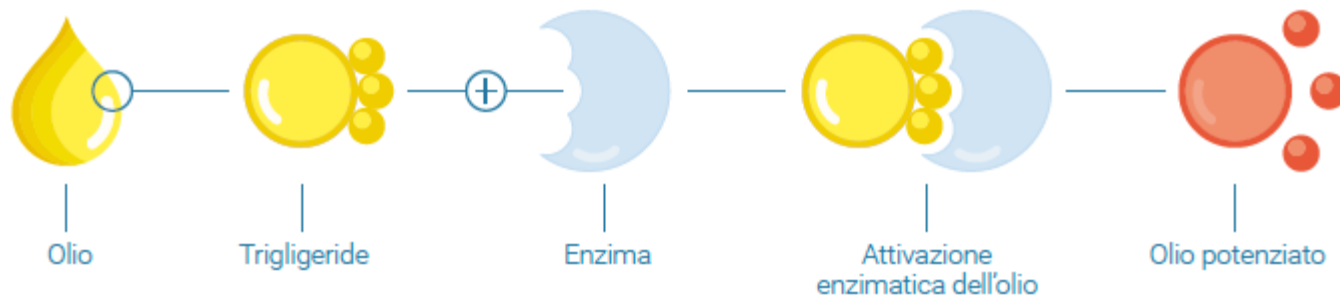 Olio
Trigligeride
Enzima
Attivazione
enzimatica dell'olio
Olio potenziato